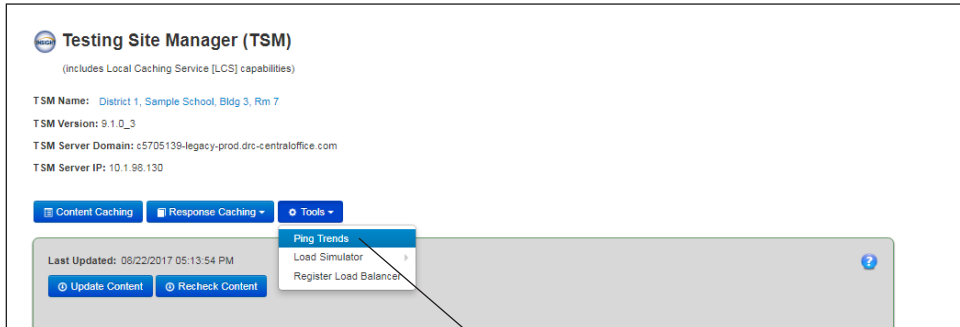 Testing Site Manager (TSM)
(includes Local Caching Service [LCS] capabilities)
TSM Name: District 1, Sample School, Bldg 3, Rm 7
TSM Version: 9.1.0_3
TSM Server Domain: c5705139-legacy-prod.drc-centraloffice.com
TSM Server IP: 10.1.98.130
Content Caching Response Caching Tools
Ping Trends
Load Simulator
Register Load Balancer
Last Updated: 08/22/2017 05:13:54 PM
Update Content Recheck Content